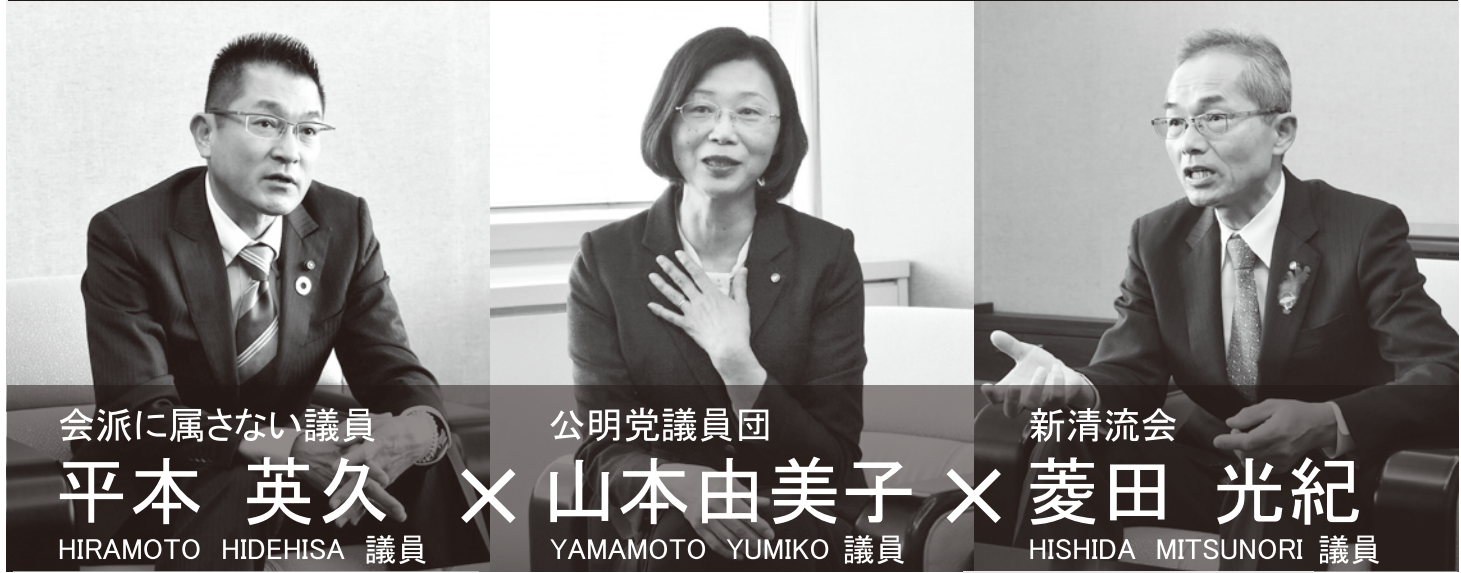 会派に属さない議員
平本 英久
HIRAMOTO HIDEHISA 議員
×
公明党議員団
山本由美子
YAMAMOTO YUMIKO 議員
×
新清流会
菱田 光紀
HISHIDA MITSUNORI 議員